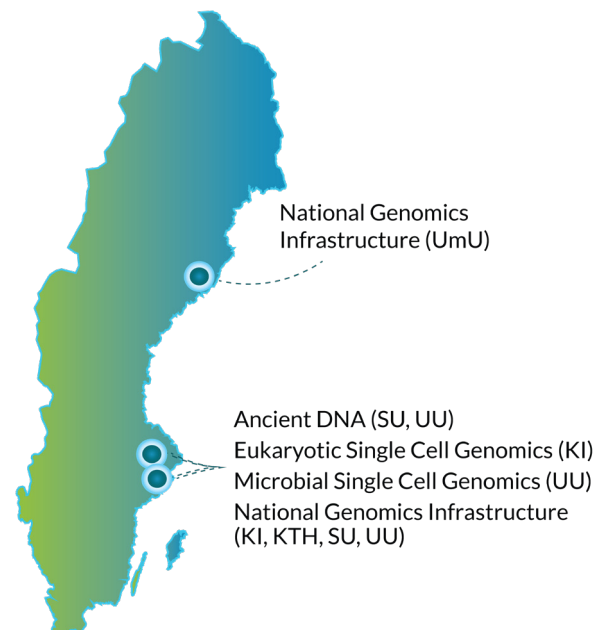 National Genomics
Infrastructure (UmU)
Ancient DNA (SU, UU)
Eukaryotic Single Cell Genomics (KI)
Microbial Single Cell Genomics (UU)
National Genomics Infrastructure
(KI, KTH, SU, UU)